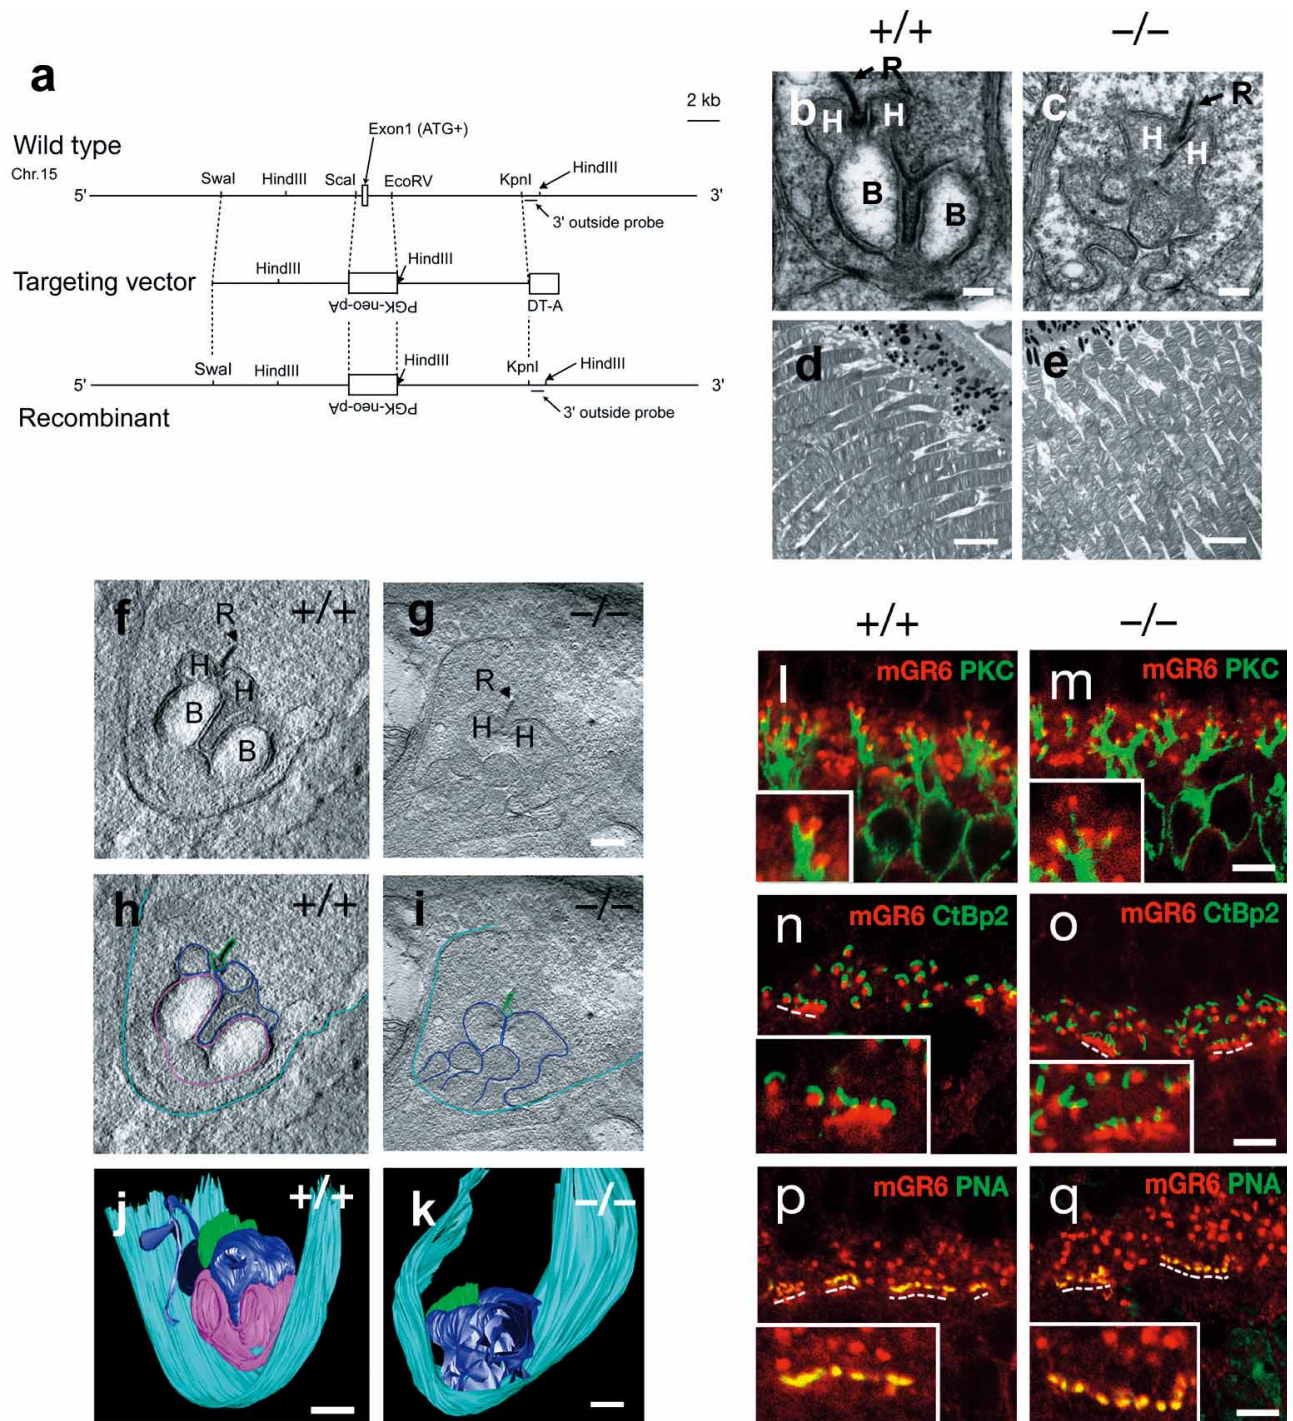 +/+
–/–
a
2 kb
Exon1 (ATG+)
Wild type
Chr.15
SwaI
HindIII
ScaI
EcoRV
KpnI
HindIII
5'
3'
3' outside probe
Targeting vector
HindIII
HindIII
PGK-neo-pA
DT-A
SwaI
HindIII
HindIII
KpnI
HindIII
5'
3'
PGK-neo-pA
3' outside probe
Recombinant
b
R
H
H
B
B
c
R
H
H
d
e
f
+/+
R
H
H
B
B
g
–/–
R
H
H
h
+/+
i
–/–
j
+/+
k
–/–
+/+
–/–
l
mGR6 PKC
m
mGR6 PKC
n
mGR6 CtBp2
o
mGR6 CtBp2
p
mGR6 PNA
q
mGR6 PNA